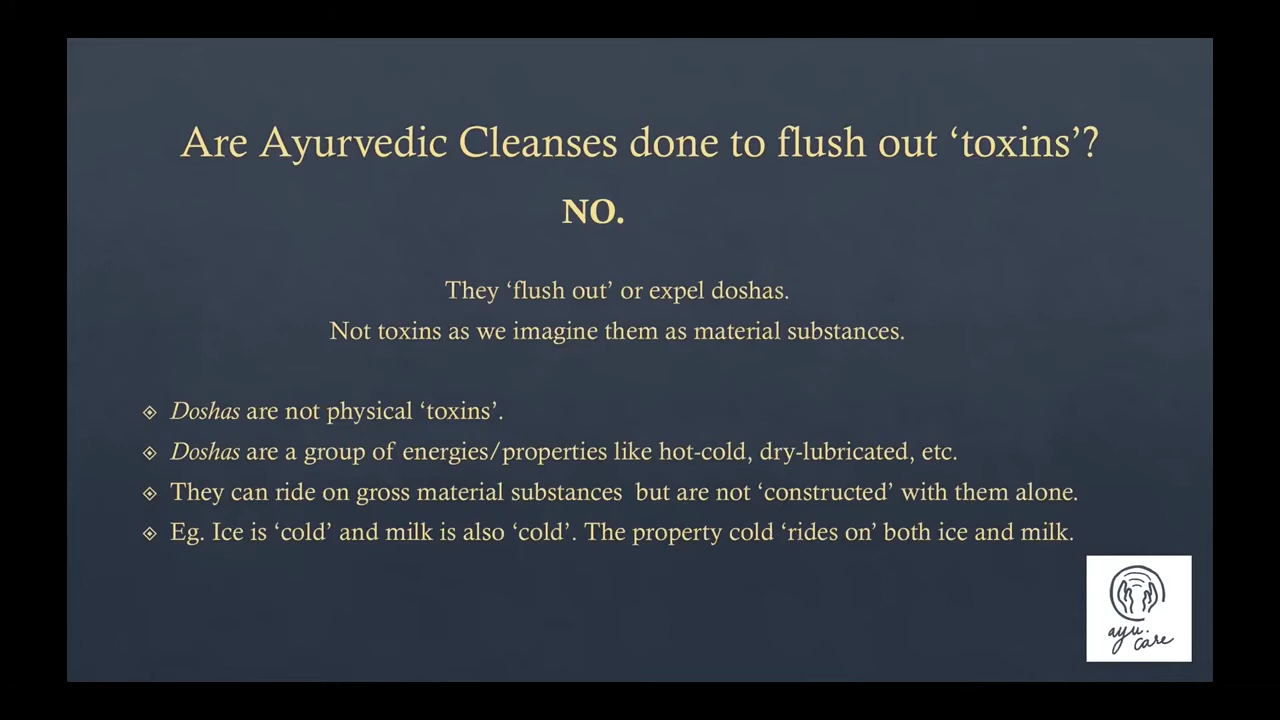 Are Ayurvedic Cleanses done to flush out ‘toxins’?
NO.
They ‘flush out’ or expel doshas.
Not toxins as we imagine them as material substances.
Doshas are not physical ‘toxins’.
Doshas are a group of energies/properties like hot-cold, dry-lubricated, etc.
They can ride on gross material substances but are not ‘constructed’ with them alone.
Eg. Ice is ‘cold’ and milk is also ‘cold’. The property cold ‘rides on’ both ice and milk.
ayu.
care